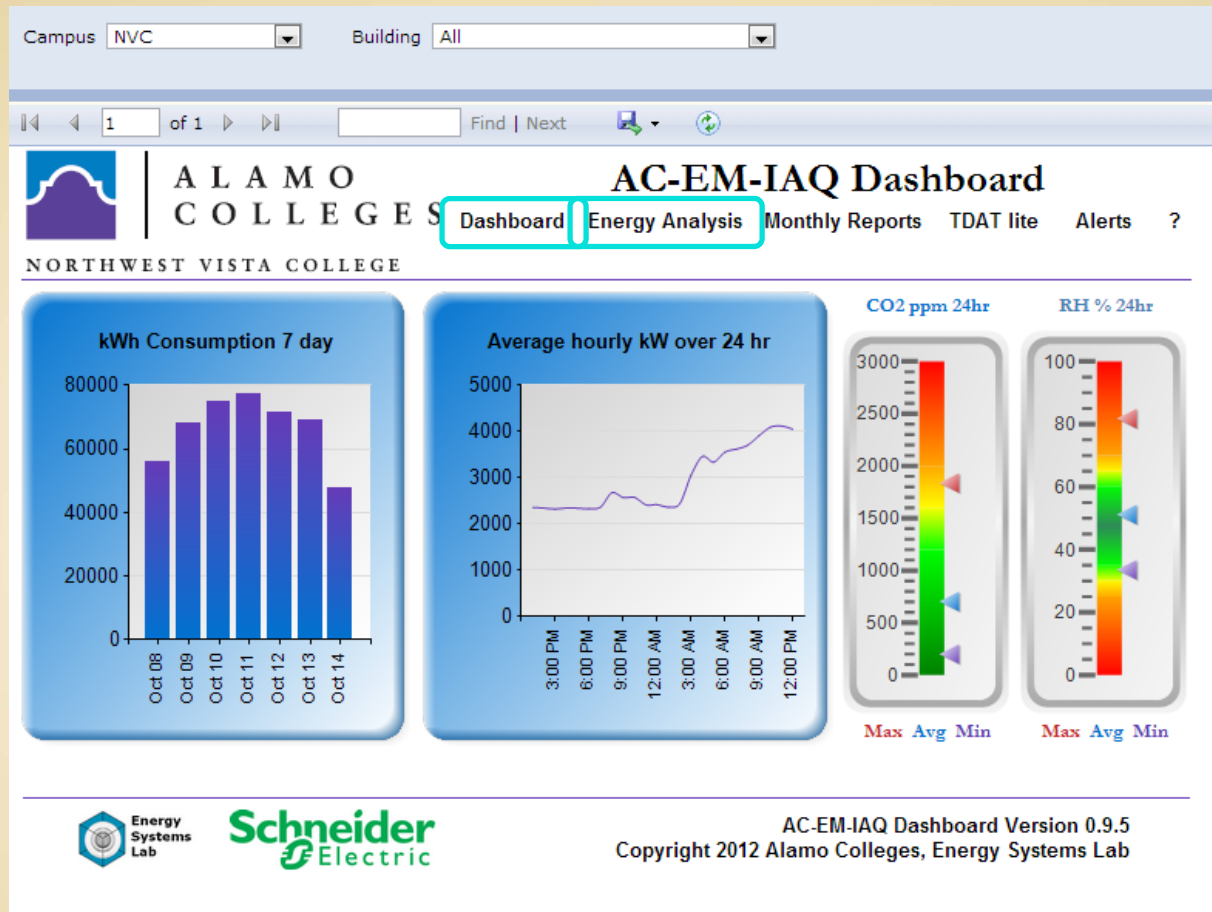 Campus NVC Building All
1 of 1 Find | Next
ALAMO
COLLEGES
NORTHWEST VISTA COLLEGE
AC-EM-IAQ Dashboard
Dashboard Energy Analysis Monthly Reports TDAT lite Alerts ?
kWh Consumption 7 day
80000
60000
40000
20000
0
Oct 08 Oct 09 Oct 10 Oct 11 Oct 12 Oct 13 Oct 14
Average hourly kW over 24 hr
5000
4000
3000
2000
1000
0
3:00 PM 6:00 PM 9:00 PM 12:00 AM 3:00 AM 6:00 AM 9:00 AM 12:00 PM
CO2 ppm 24hr
3000
2500
2000
1500
1000
500
0
Max Avg Min
RH % 24hr
100
80
60
40
20
0
Max Avg Min
Energy
Systems
Lab
Schneider
Electric
AC-EM-IAQ Dashboard Version 0.9.5
Copyright 2012 Alamo Colleges, Energy Systems Lab